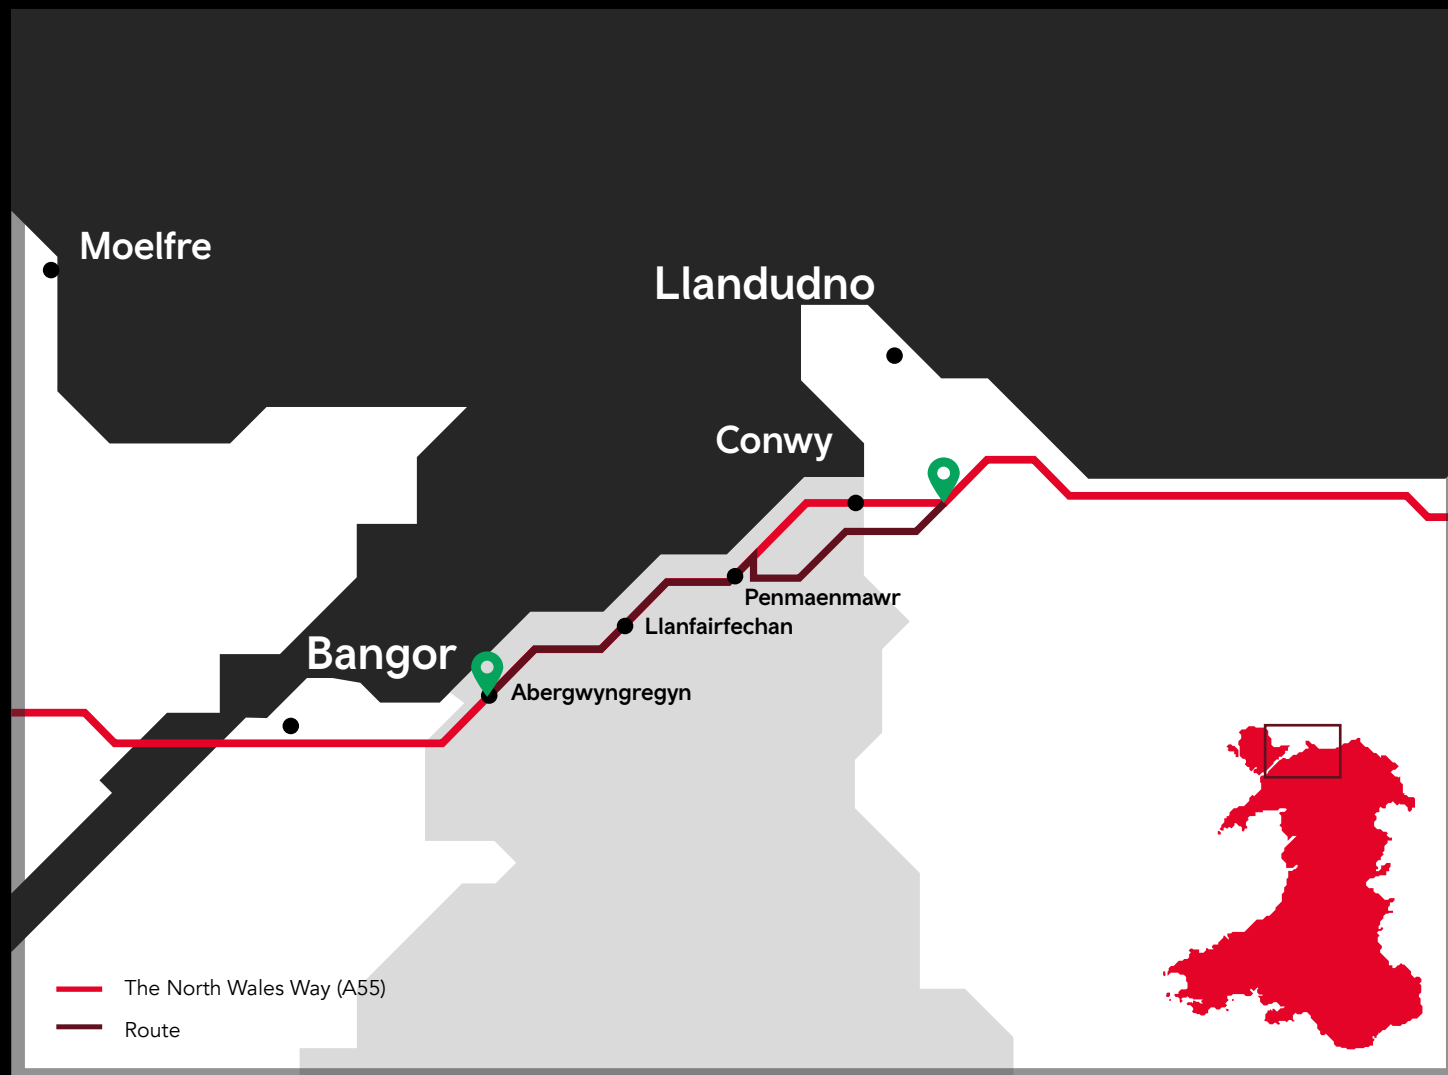 Moelfre
Llandudno
Conwy
Penmaenmawr
Llanfairfechan
Bangor
Abergwyngregyn
The North Wales Way (A55)
Route